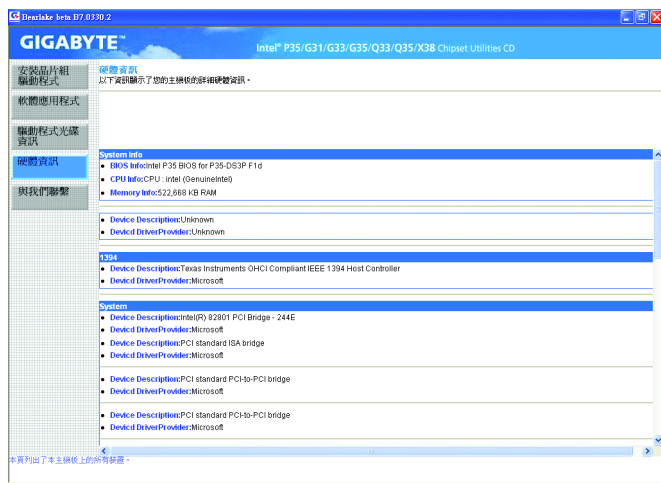 Bearlake beta B7.0330.2
GIGABYTE™
Intel® P35/G31/G33/G35/Q33/Q35/X38 Chipset Utilities CD
安裝晶片組
驅動程式
軟體應用程式
驅動程式光碟
資訊
硬體資訊
與我們聯繫
硬體資訊
以下資訊顯示了您的主機板的詳細硬體資訊。
System Info
• BIOS Info:Intel P35 BIOS for P35-DS3P F1d
• CPU Info:CPU : intel (GenuineIntel)
• Memory Info:522,668 KB RAM
• Device Description:Unknown
• Devicd DriverProvider:Unknown
1394
• Device Description:Texas Instruments OHCI Compliant IEEE 1394 Host Controller
• Devicd DriverProvider:Microsoft
System
• Device Description:Intel(R) 82801 PCI Bridge - 244E
• Devicd DriverProvider:Microsoft
• Device Description:PCI standard ISA bridge
• Devicd DriverProvider:Microsoft
• Device Description:PCI standard PCI-to-PCI bridge
• Devicd DriverProvider:Microsoft
• Device Description:PCI standard PCI-to-PCI bridge
• Devicd DriverProvider:Microsoft
本頁列出了本主機板上的所有裝置。